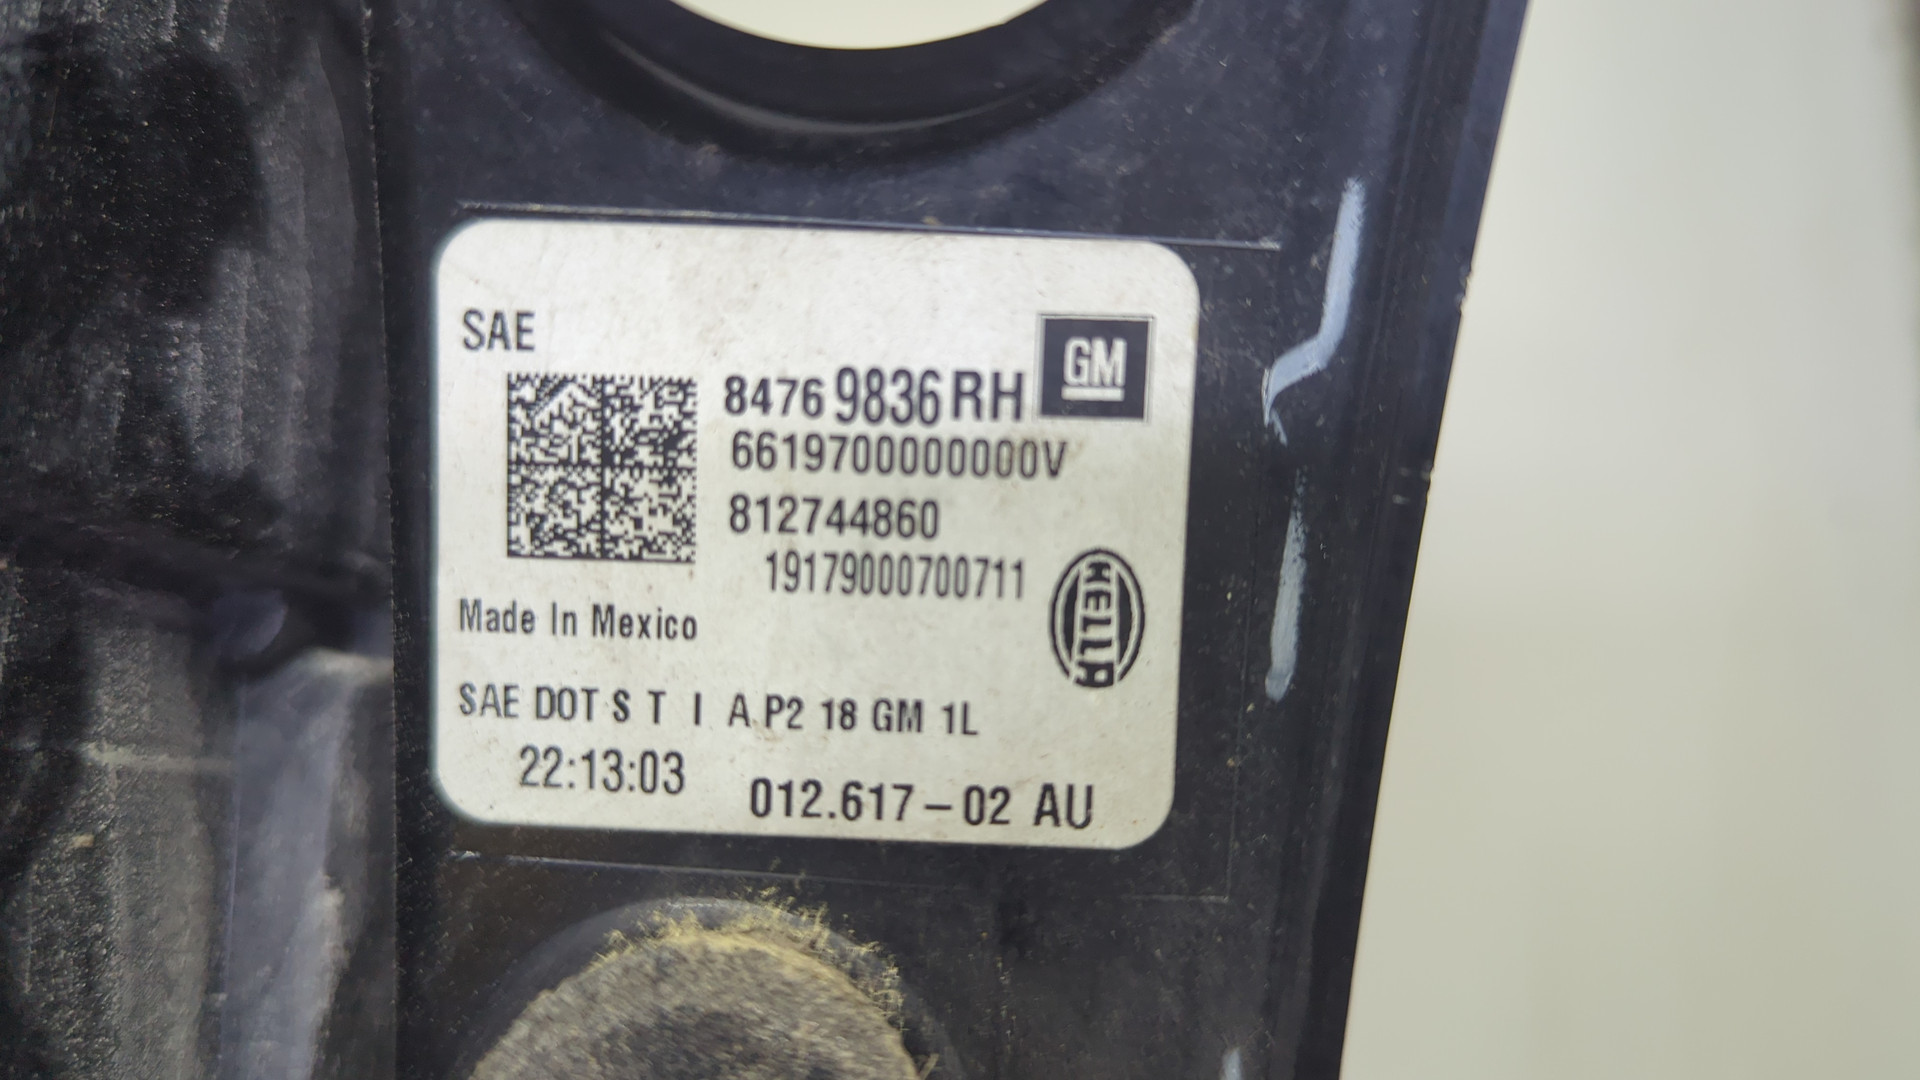 SAE
GM
84769836RH
6619700000000V
812744860
19179000700711
HELLA
Made In Mexico
SAE DOT S T I A P2 18 GM 1L
22:13:03
012.617-02 AU